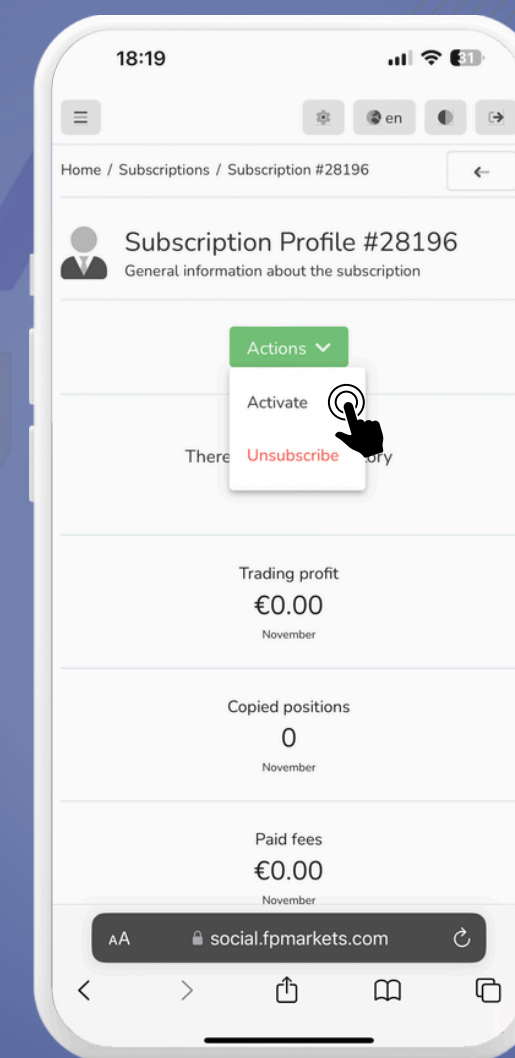 18:19
31
en
Home / Subscriptions / Subscription #28196
Subscription Profile #28196
General information about the subscription
Actions
Activate
There
Unsubscribe
ory
Trading profit
€0.00
November
Copied positions
0
November
Paid fees
€0.00
November
AA
social.fpmarkets.com